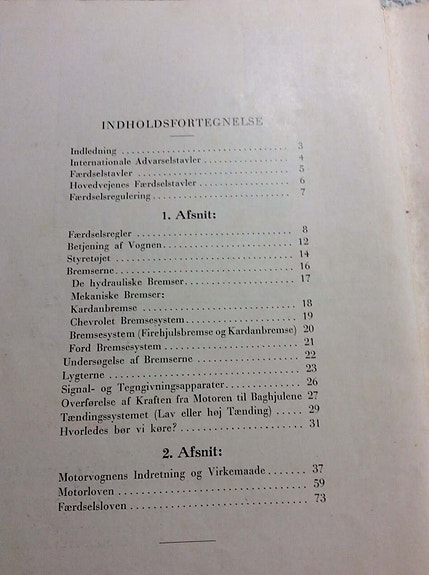 INDHOLDSFORTEGNELSE
Indledning 3
Internationale Advarselstavler 4
Færdselstavler 5
Hovedvejenes Færdselstavler 6
Færdselsregulering 7
1. Afsnit:
Færdselsregler 8
Betjening af Vognen 12
Styretøjet 14
Bremserne 16
De hydrauliske Bremser 17
Mekaniske Bremser:
Kardanbremse 18
Chevrolet Bremsesystem 19
Bremsesystem (Firehjulsbremse og Kardanbremse) 20
Ford Bremsesystem 21
Undersøgelse af Bremserne 22
Lygterne 23
Signal- og Tegngivningsapparater 26
Overførelse af Kraften fra Motoren til Baghjulene 27
Tændingssystemet (Lav eller høj Tænding) 29
Hvorledes bør vi køre? 31
2. Afsnit:
Motorvognens Indretning og Virkemaade 37
Motorloven 59
Færdselsloven 73